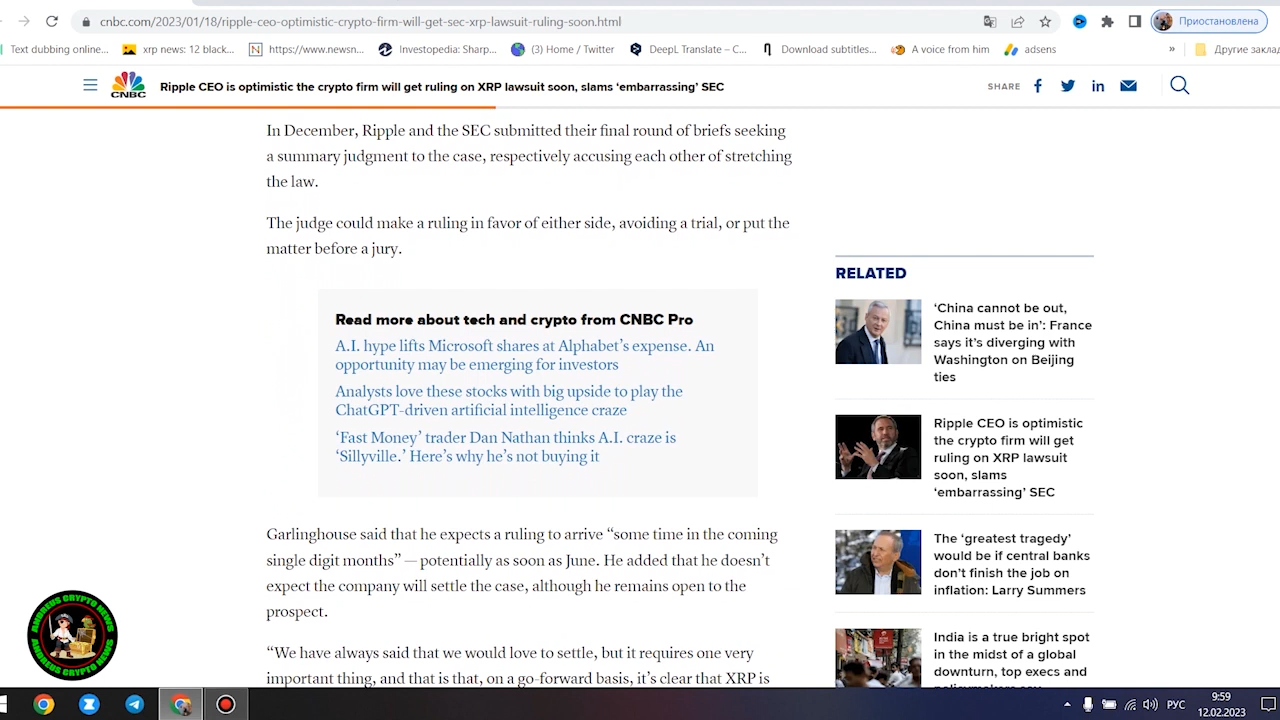 cnbc.com/2023/01/18/ripple-ceo-optimistic-crypto-firm-will-get-sec-xrp-lawsuit-ruling-soon.html
Приостановлена
Text dubbing online...
xrp news: 12 black...
https://www.newsn...
Investopedia: Sharp...
(3) Home / Twitter
DeepL Translate – C...
Download subtitles...
A voice from him
adsens
»
Другие закла
CNBC
Ripple CEO is optimistic the crypto firm will get ruling on XRP lawsuit soon, slams ‘embarrassing’ SEC
SHARE
In December, Ripple and the SEC submitted their final round of briefs seeking
a summary judgment to the case, respectively accusing each other of stretching
the law.
The judge could make a ruling in favor of either side, avoiding a trial, or put the
matter before a jury.
Read more about tech and crypto from CNBC Pro
A.I. hype lifts Microsoft shares at Alphabet’s expense. An
opportunity may be emerging for investors
Analysts love these stocks with big upside to play the
ChatGPT-driven artificial intelligence craze
‘Fast Money’ trader Dan Nathan thinks A.I. craze is
‘Sillyville.’ Here’s why he’s not buying it
Garlinghouse said that he expects a ruling to arrive “some time in the coming
single digit months” — potentially as soon as June. He added that he doesn’t
expect the company will settle the case, although he remains open to the
prospect.
“We have always said that we would love to settle, but it requires one very
important thing, and that is that, on a go-forward basis, it’s clear that XRP is
RELATED
‘China cannot be out,
China must be in’: France
says it’s diverging with
Washington on Beijing
ties
Ripple CEO is optimistic
the crypto firm will get
ruling on XRP lawsuit
soon, slams
‘embarrassing’ SEC
The ‘greatest tragedy’
would be if central banks
don’t finish the job on
inflation: Larry Summers
India is a true bright spot
in the midst of a global
downturn, top execs and
ANDREUS CRYPTO NEWS
ANDREUS CRYPTO NEWS
РУС
9:59
12.02.2023